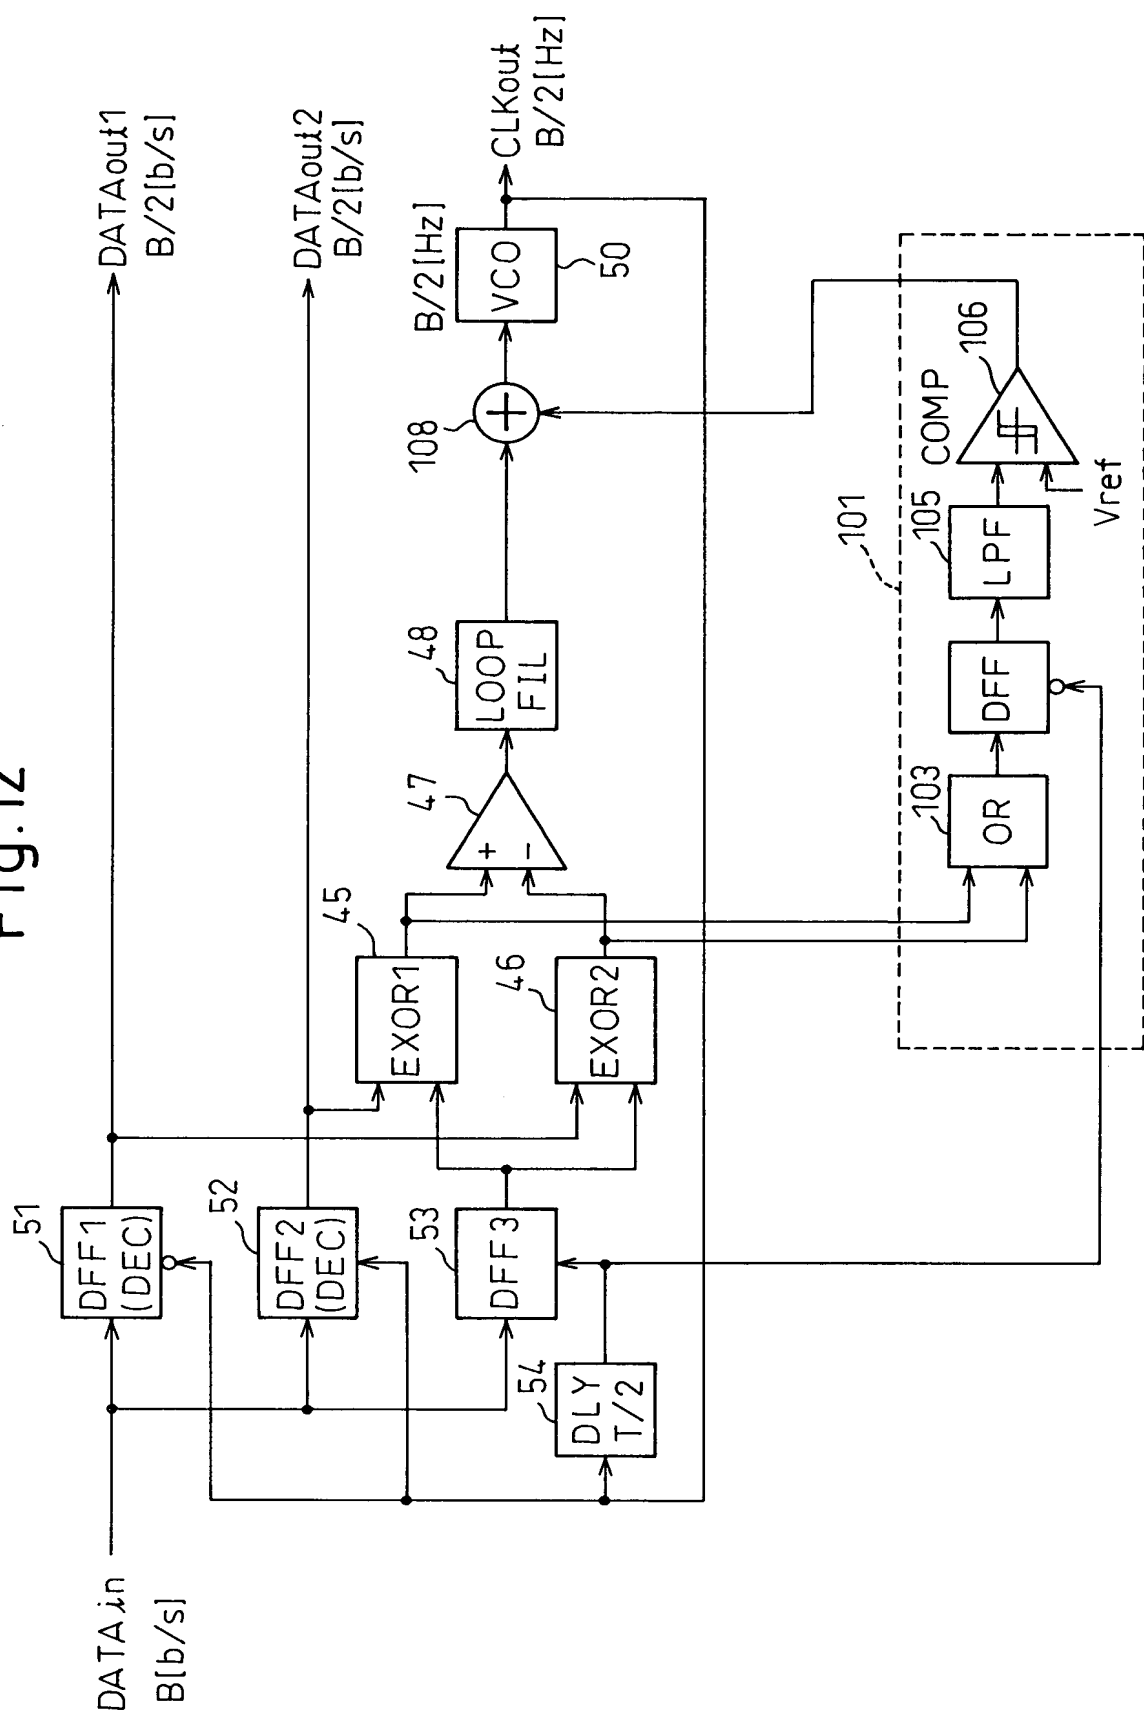 Fig.12
DATAin
B[b/s]
51
DFF1
(DEC)
DATAout1
B/2[b/s]
52
DFF2
(DEC)
DATAout2
B/2[b/s]
53
DFF3
54
DLY
T/2
45
EXOR1
46
EXOR2
47
+
−
48
LOOP
FIL
108
+
B/2[Hz]
VCO
50
CLKout
B/2[Hz]
101
103
OR
DFF
105
LPF
COMP
106
Vref